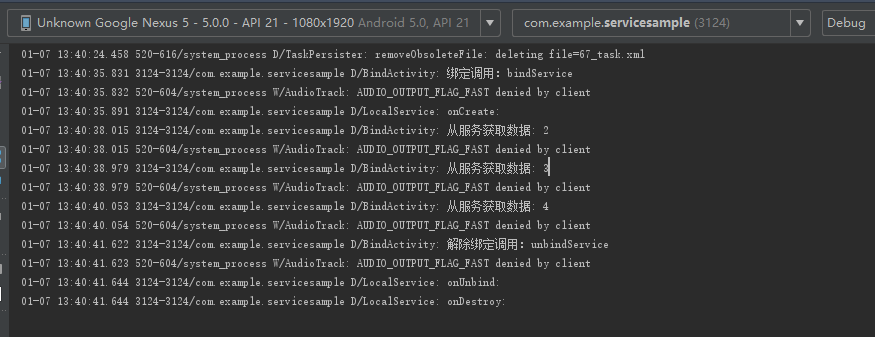 Unknown Google Nexus 5 - 5.0.0 - API 21 - 1080x1920 Android 5.0, API 21
com.example.servicesample (3124)
Debug
01-07 13:40:24.458 520-616/system_process D/TaskPersister: removeObsoleteFile: deleting file=67_task.xml
01-07 13:40:35.831 3124-3124/com.example.servicesample D/BindActivity: 绑定调用: bindService
01-07 13:40:35.832 520-604/system_process W/AudioTrack: AUDIO_OUTPUT_FLAG_FAST denied by client
01-07 13:40:35.891 3124-3124/com.example.servicesample D/LocalService: onCreate:
01-07 13:40:38.015 3124-3124/com.example.servicesample D/BindActivity: 从服务获取数据: 2
01-07 13:40:38.015 520-604/system_process W/AudioTrack: AUDIO_OUTPUT_FLAG_FAST denied by client
01-07 13:40:38.979 3124-3124/com.example.servicesample D/BindActivity: 从服务获取数据: 3
01-07 13:40:38.979 520-604/system_process W/AudioTrack: AUDIO_OUTPUT_FLAG_FAST denied by client
01-07 13:40:40.053 3124-3124/com.example.servicesample D/BindActivity: 从服务获取数据: 4
01-07 13:40:40.054 520-604/system_process W/AudioTrack: AUDIO_OUTPUT_FLAG_FAST denied by client
01-07 13:40:41.622 3124-3124/com.example.servicesample D/BindActivity: 解除绑定调用: unbindService
01-07 13:40:41.623 520-604/system_process W/AudioTrack: AUDIO_OUTPUT_FLAG_FAST denied by client
01-07 13:40:41.644 3124-3124/com.example.servicesample D/LocalService: onUnbind:
01-07 13:40:41.644 3124-3124/com.example.servicesample D/LocalService: onDestroy: